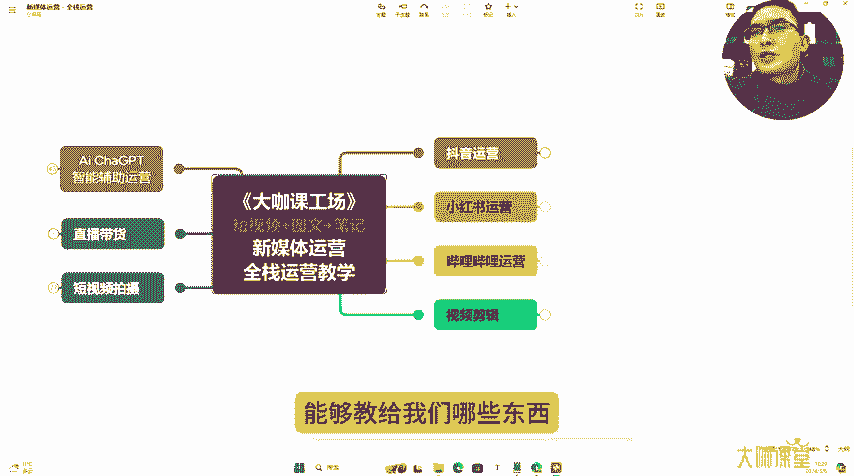 新媒体运营 - 全栈运营
Ai ChaGPT
智能辅助运营
直播带货
短视频拍摄
《大咖课工场》
短视频+图文+笔记
新媒体运营
全栈运营教学
抖音运营
小红书运营
哔哩哔哩运营
视频剪辑
能够教给我们哪些东西
大师课堂